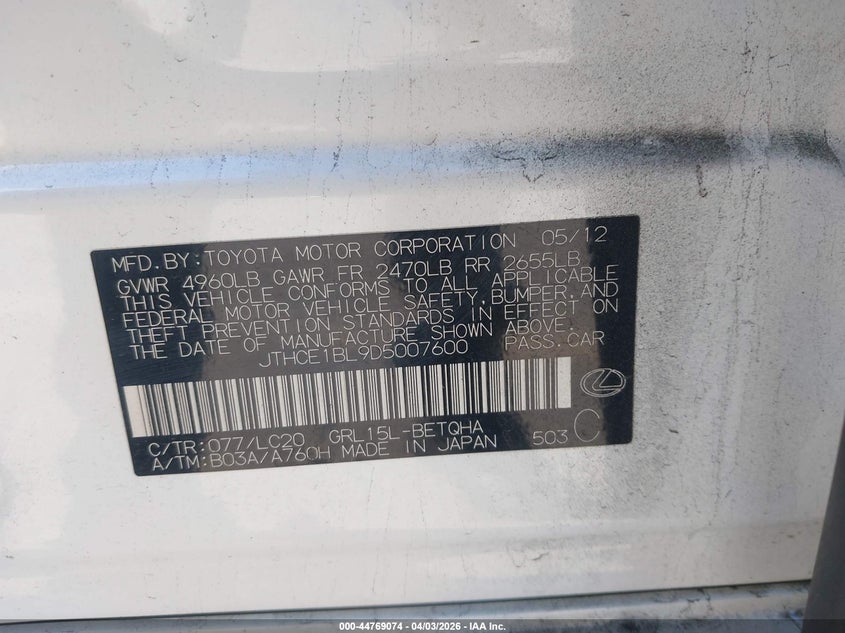 MFD.BY:TOYOTA MOTOR CORPORATION 05/12
GVWR 4960LB GAWR FR 2470LB RR 2655LB
THIS VEHICLE CONFORMS TO ALL APPLICABLE
FEDERAL MOTOR VEHICLE SAFETY,BUMPER,AND
THEFT PREVENTION STANDARDS IN EFFECT ON
THE DATE OF MANUFACTURE SHOWN ABOVE.
JTHCE1BL9D5007600 PASS.CAR
C/TR:077/LC20 GRL15L-BETQHA 503 C
A/TM:B03A/A760H MADE IN JAPAN
000-44769074 - 04/03/2026 - IAA Inc.